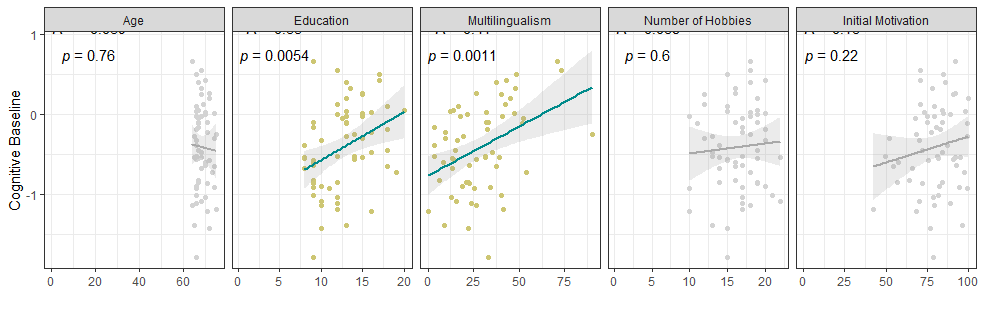 Age Education Multilingualism Number of Hobbies Initial Motivation
p = 0.76 p = 0.0054 p = 0.0011 p = 0.6 p = 0.22
Cognitive Baseline
1
0
-1
0 20 40 60 0 5 10 15 20 0 25 50 75 0 5 10 15 20 0 25 50 75 100